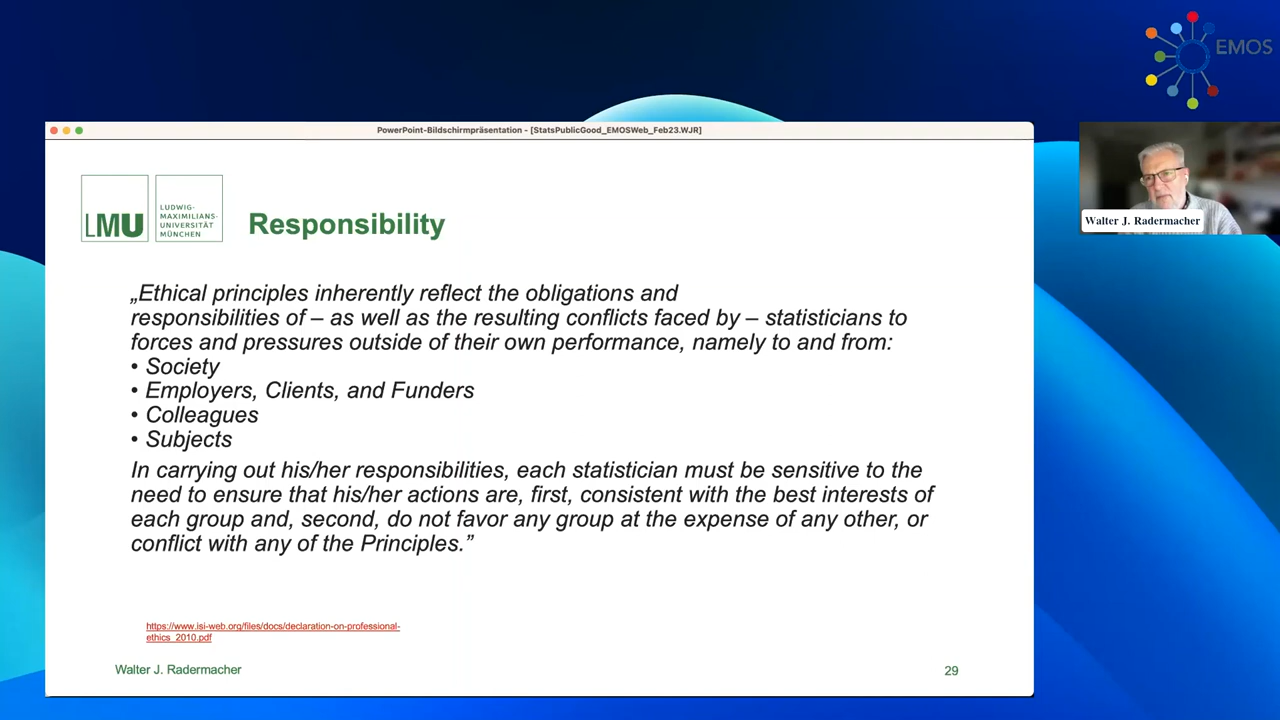 EMOS
PowerPoint-Bildschirmpräsentation - [StatsPublicGood_EMOSWeb_Feb23.WJR]
LMU
LUDWIG-
MAXIMILIANS-
UNIVERSITÄT
MÜNCHEN
Responsibility
Walter J. Radermacher
„Ethical principles inherently reflect the obligations and
responsibilities of – as well as the resulting conflicts faced by – statisticians to
forces and pressures outside of their own performance, namely to and from:
• Society
• Employers, Clients, and Funders
• Colleagues
• Subjects
In carrying out his/her responsibilities, each statistician must be sensitive to the
need to ensure that his/her actions are, first, consistent with the best interests of
each group and, second, do not favor any group at the expense of any other, or
conflict with any of the Principles.”
https://www.isi-web.org/files/docs/declaration-on-professional-
ethics_2010.pdf
Walter J. Radermacher
29